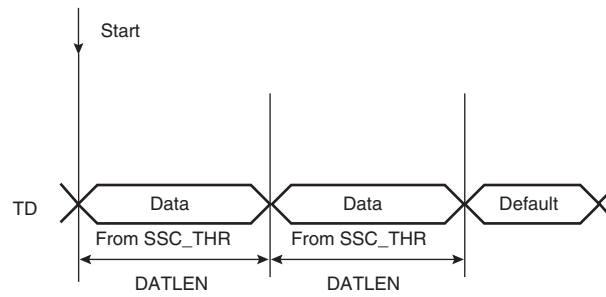 Start
TD
Data
Data
Default
From SSC_THR
From SSC_THR
DATLEN
DATLEN